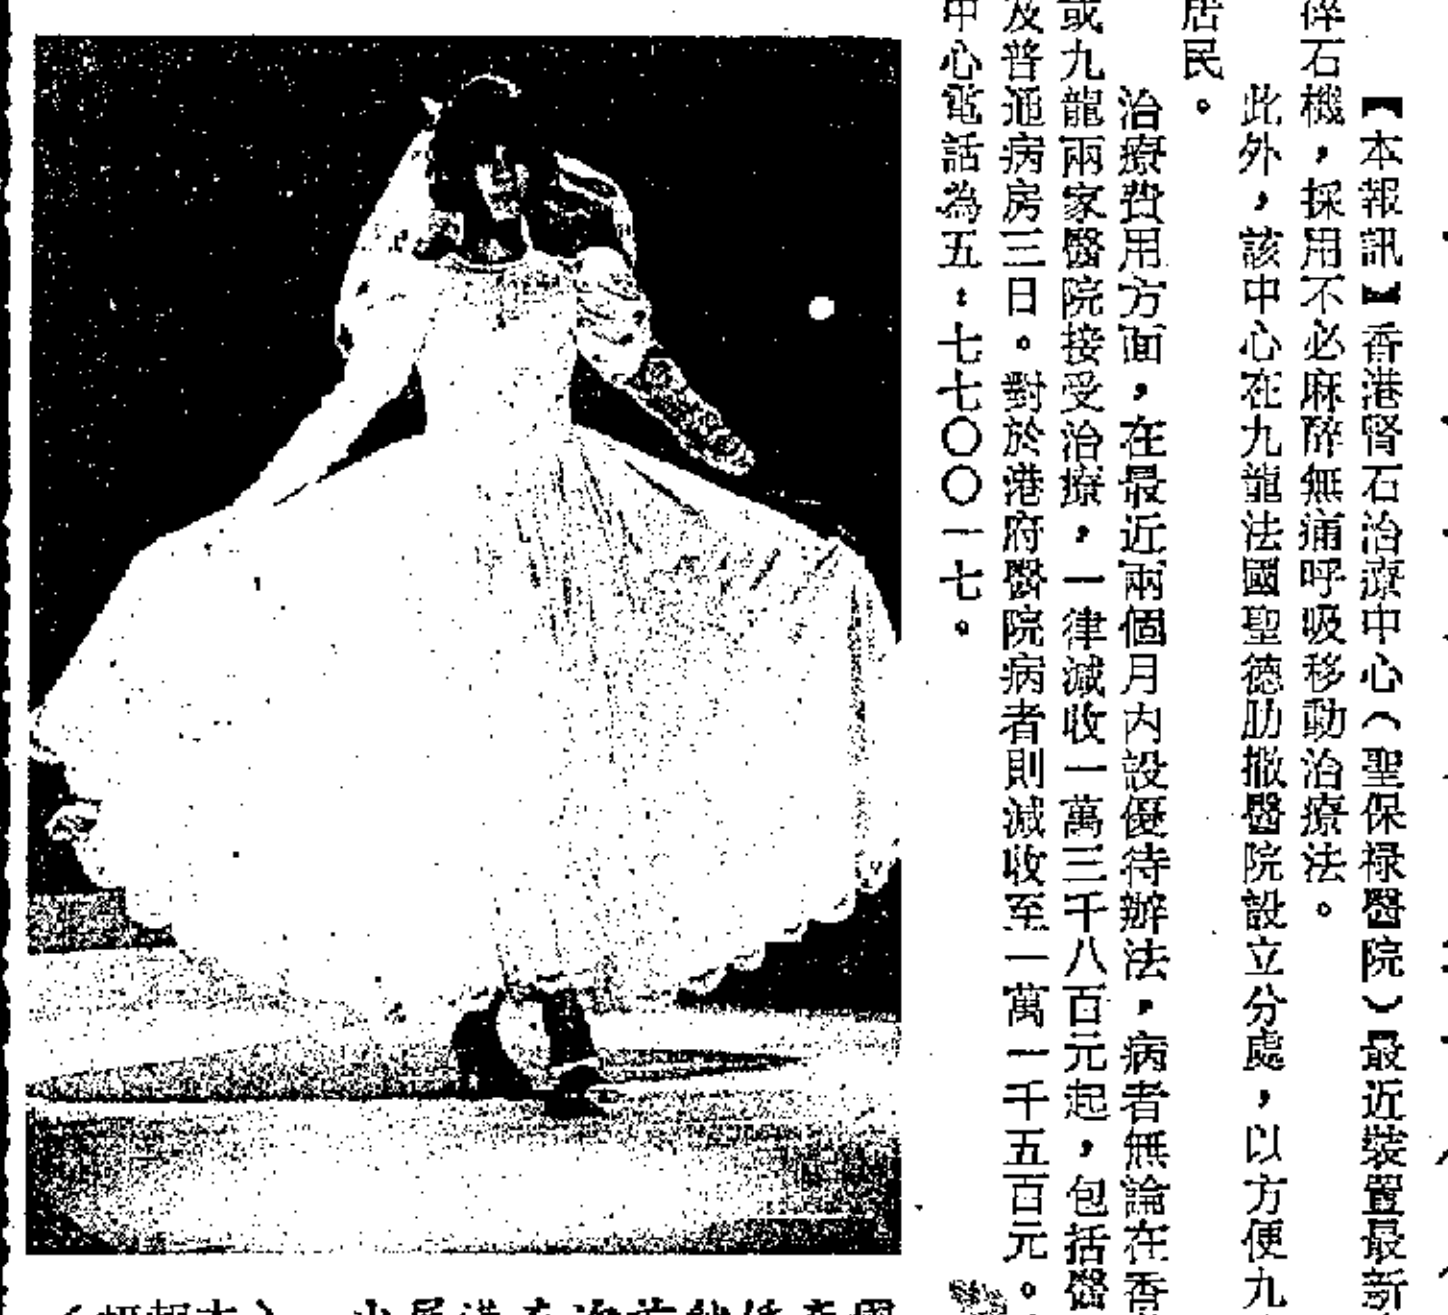 【本報訊】香港腎石治療中心（聖保祿醫院）最近裝置最新
碎石機，採用不必麻醉無痛呼吸移動治療法。
此外，該中心在九龍法國聖德肋撒醫院設立分處，以方便九
居民。
治療費用方面，在最近兩個月內設優待辦法，病者無論在香
或九龍兩家醫院接受治療，一律減收一萬三千八百元起，包括醫
及普通病房三日。對於港府醫院病者則減收至一萬一千五百元。
中心電話為五：七七〇〇一七。